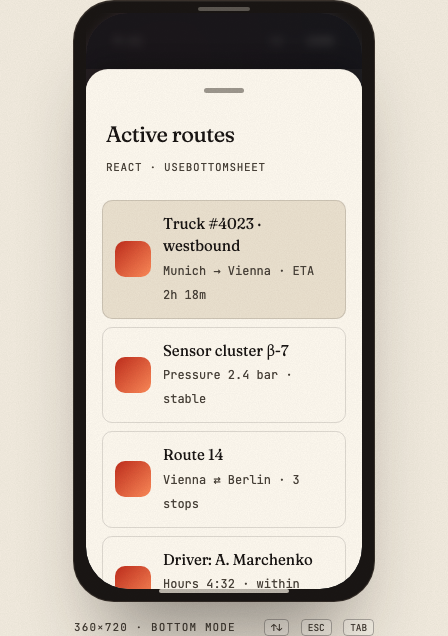 Active routes
REACT · USEBOTTOMSHEET
Truck #4023 ·
westbound
Munich → Vienna · ETA
2h 18m
Sensor cluster β-7
Pressure 2.4 bar ·
stable
Route 14
Vienna ⇄ Berlin · 3
stops
Driver: A. Marchenko
Hours 4:32 · within
360×720 · BOTTOM MODE ↑↓ ESC TAB